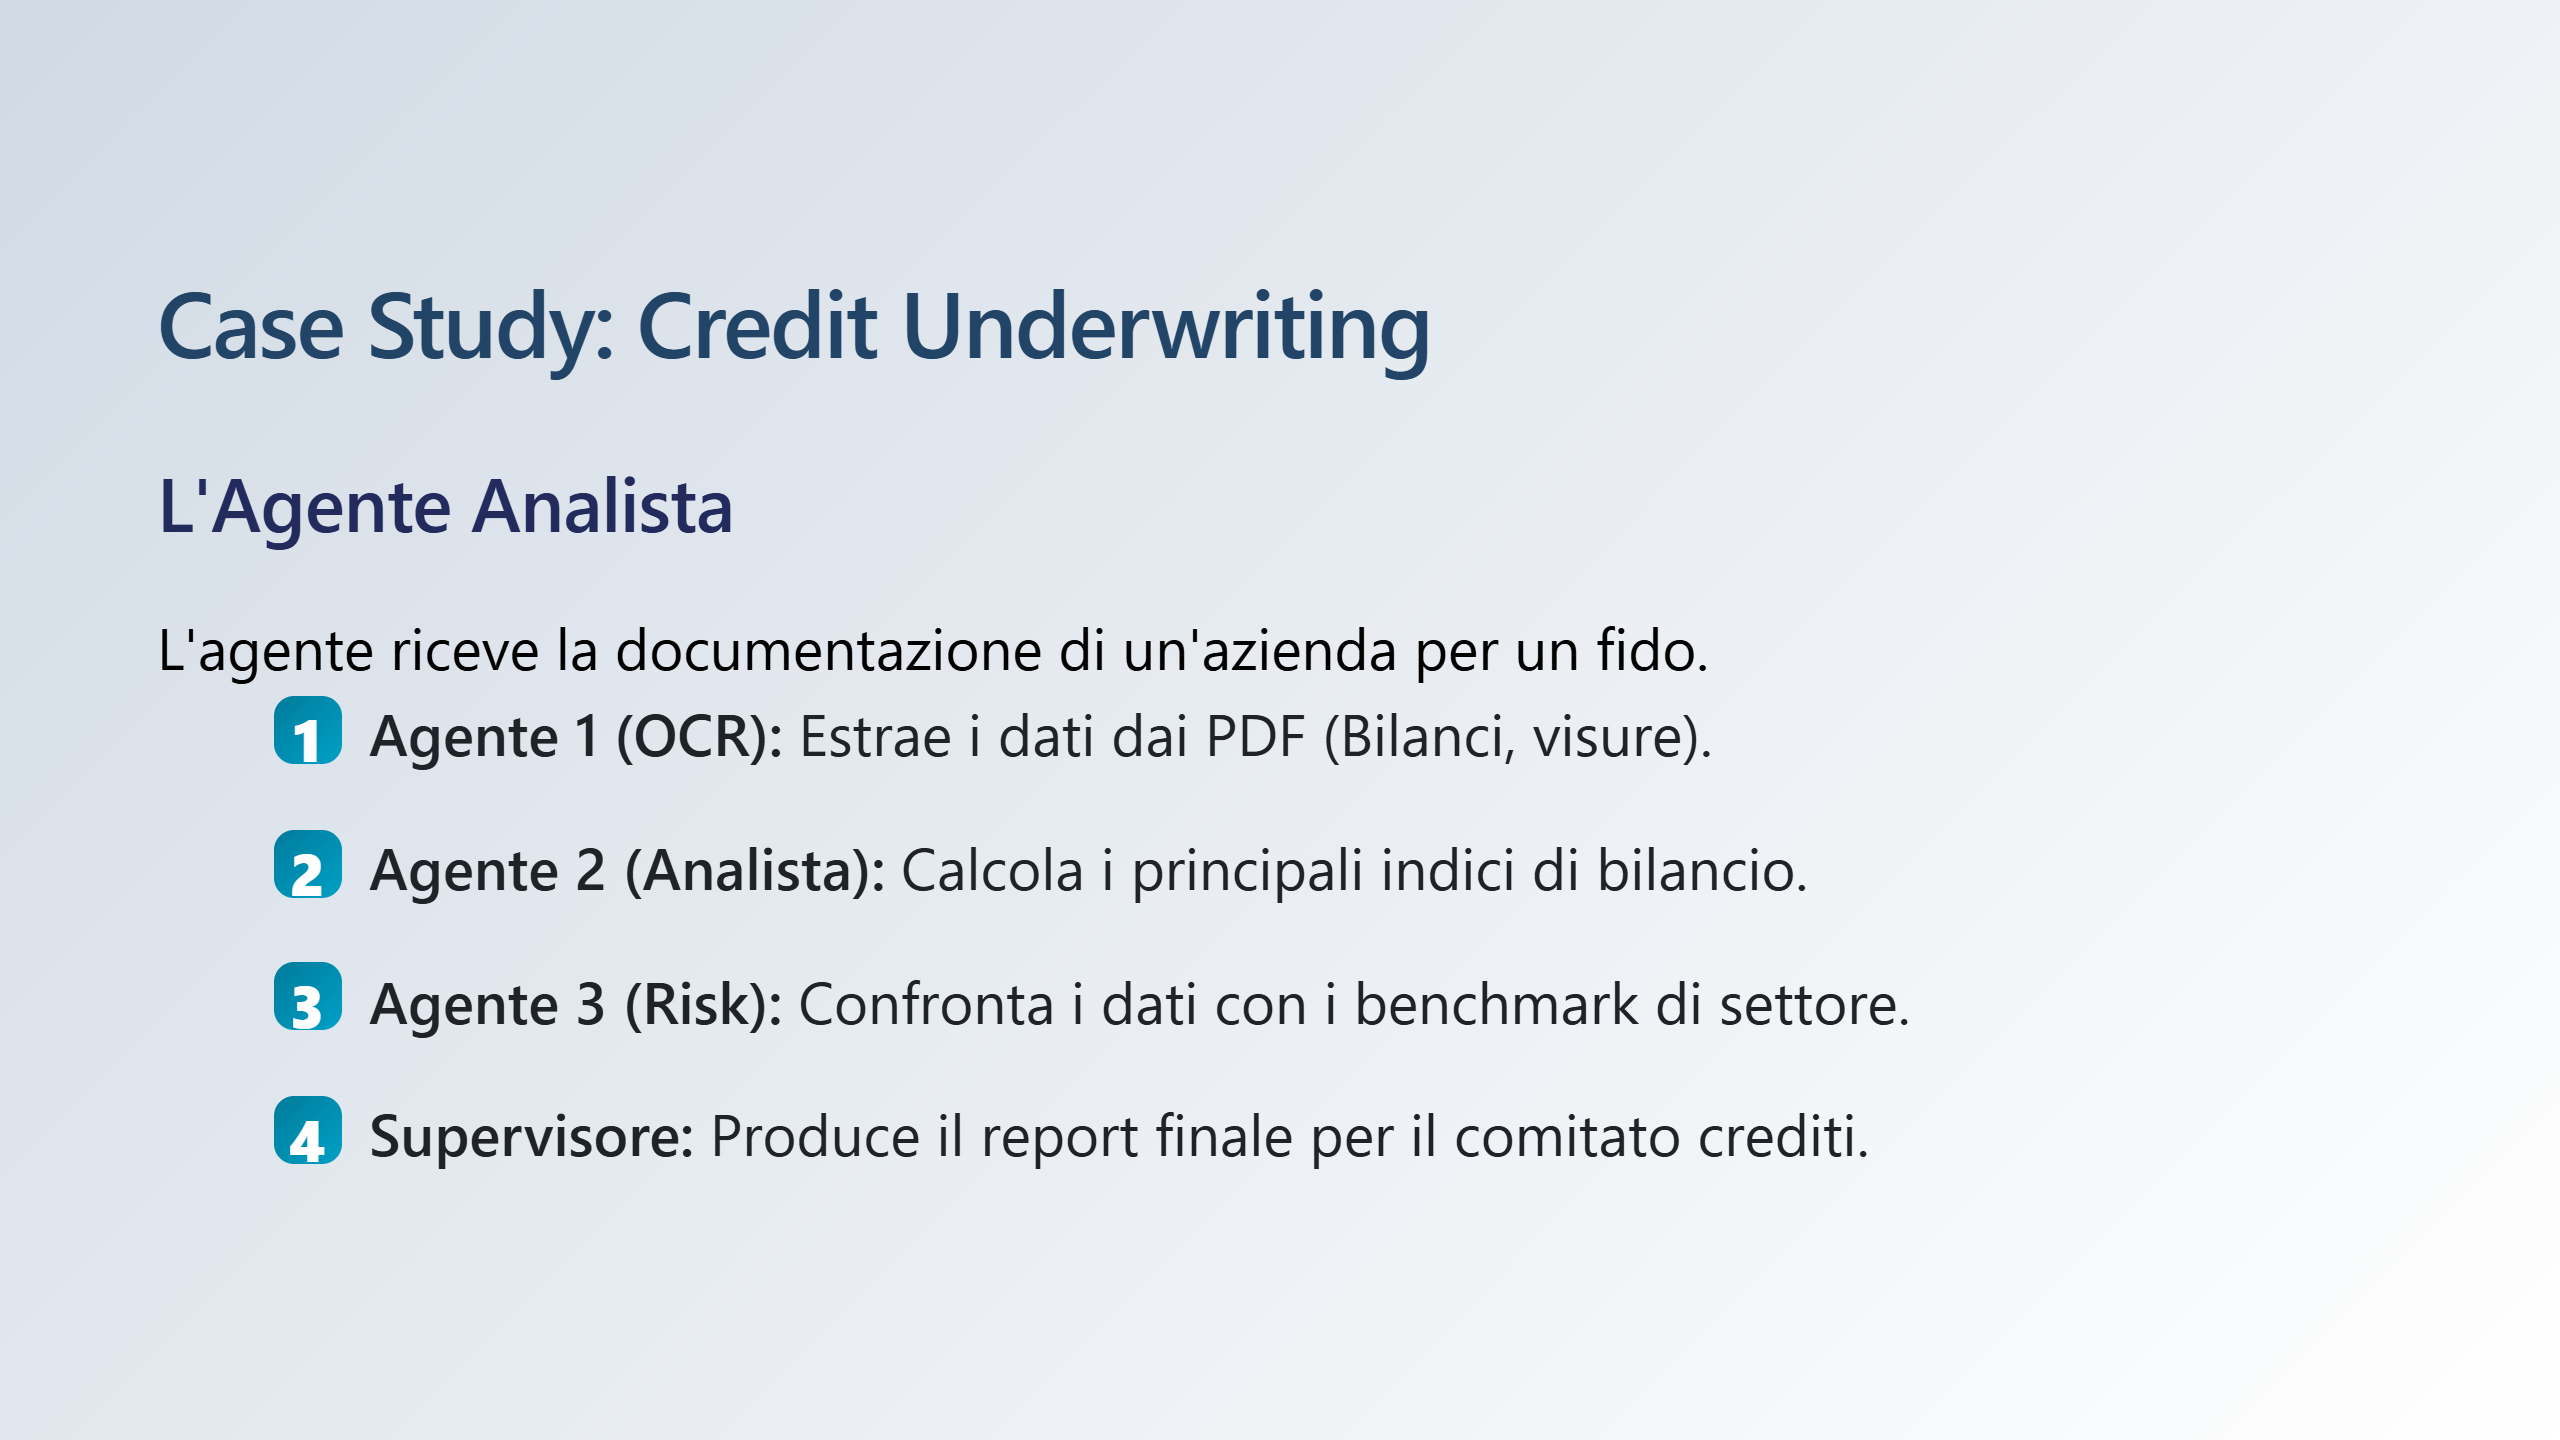 Case Study: Credit Underwriting
L'Agente Analista
L'agente riceve la documentazione di un'azienda per un fido.
1 Agente 1 (OCR): Estrae i dati dai PDF (Bilanci, visure).
2 Agente 2 (Analista): Calcola i principali indici di bilancio.
3 Agente 3 (Risk): Confronta i dati con i benchmark di settore.
4 Supervisore: Produce il report finale per il comitato crediti.